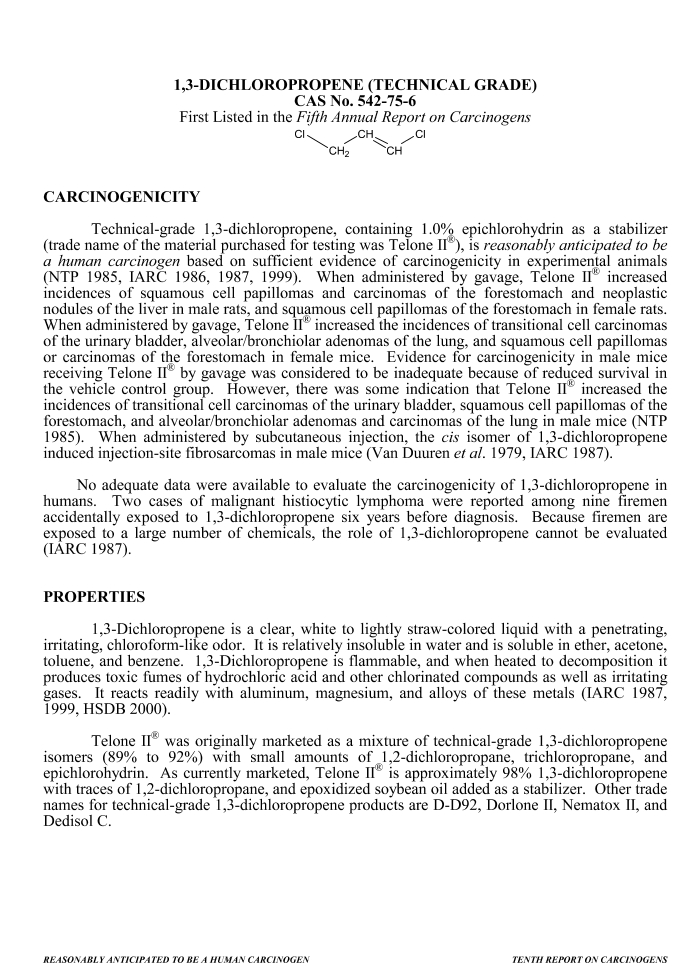 1,3-DICHLOROPROPENE (TECHNICAL GRADE)
CAS No. 542-75-6
First Listed in the Fifth Annual Report on Carcinogens
Cl CH Cl
CH2 CH
CARCINOGENICITY
Technical-grade 1,3-dichloropropene, containing 1.0% epichlorohydrin as a stabilizer
(trade name of the material purchased for testing was Telone II®), is reasonably anticipated to be
a human carcinogen based on sufficient evidence of carcinogenicity in experimental animals
(NTP 1985, IARC 1986, 1987, 1999). When administered by gavage, Telone II® increased
incidences of squamous cell papillomas and carcinomas of the forestomach and neoplastic
nodules of the liver in male rats, and squamous cell papillomas of the forestomach in female rats.
When administered by gavage, Telone II® increased the incidences of transitional cell carcinomas
of the urinary bladder, alveolar/bronchiolar adenomas of the lung, and squamous cell papillomas
or carcinomas of the forestomach in female mice. Evidence for carcinogenicity in male mice
receiving Telone II® by gavage was considered to be inadequate because of reduced survival in
the vehicle control group. However, there was some indication that Telone II® increased the
incidences of transitional cell carcinomas of the urinary bladder, squamous cell papillomas of the
forestomach, and alveolar/bronchiolar adenomas and carcinomas of the lung in male mice (NTP
1985). When administered by subcutaneous injection, the cis isomer of 1,3-dichloropropene
induced injection-site fibrosarcomas in male mice (Van Duuren et al. 1979, IARC 1987).
No adequate data were available to evaluate the carcinogenicity of 1,3-dichloropropene in
humans. Two cases of malignant histiocytic lymphoma were reported among nine firemen
accidentally exposed to 1,3-dichloropropene six years before diagnosis. Because firemen are
exposed to a large number of chemicals, the role of 1,3-dichloropropene cannot be evaluated
(IARC 1987).
PROPERTIES
1,3-Dichloropropene is a clear, white to lightly straw-colored liquid with a penetrating,
irritating, chloroform-like odor. It is relatively insoluble in water and is soluble in ether, acetone,
toluene, and benzene. 1,3-Dichloropropene is flammable, and when heated to decomposition it
produces toxic fumes of hydrochloric acid and other chlorinated compounds as well as irritating
gases. It reacts readily with aluminum, magnesium, and alloys of these metals (IARC 1987,
1999, HSDB 2000).
Telone II® was originally marketed as a mixture of technical-grade 1,3-dichloropropene
isomers (89% to 92%) with small amounts of 1,2-dichloropropane, trichloropropane, and
epichlorohydrin. As currently marketed, Telone II® is approximately 98% 1,3-dichloropropene
with traces of 1,2-dichloropropane, and epoxidized soybean oil added as a stabilizer. Other trade
names for technical-grade 1,3-dichloropropene products are D-D92, Dorlone II, Nematox II, and
Dedisol C.
REASONABLY ANTICIPATED TO BE A HUMAN CARCINOGEN TENTH REPORT ON CARCINOGENS